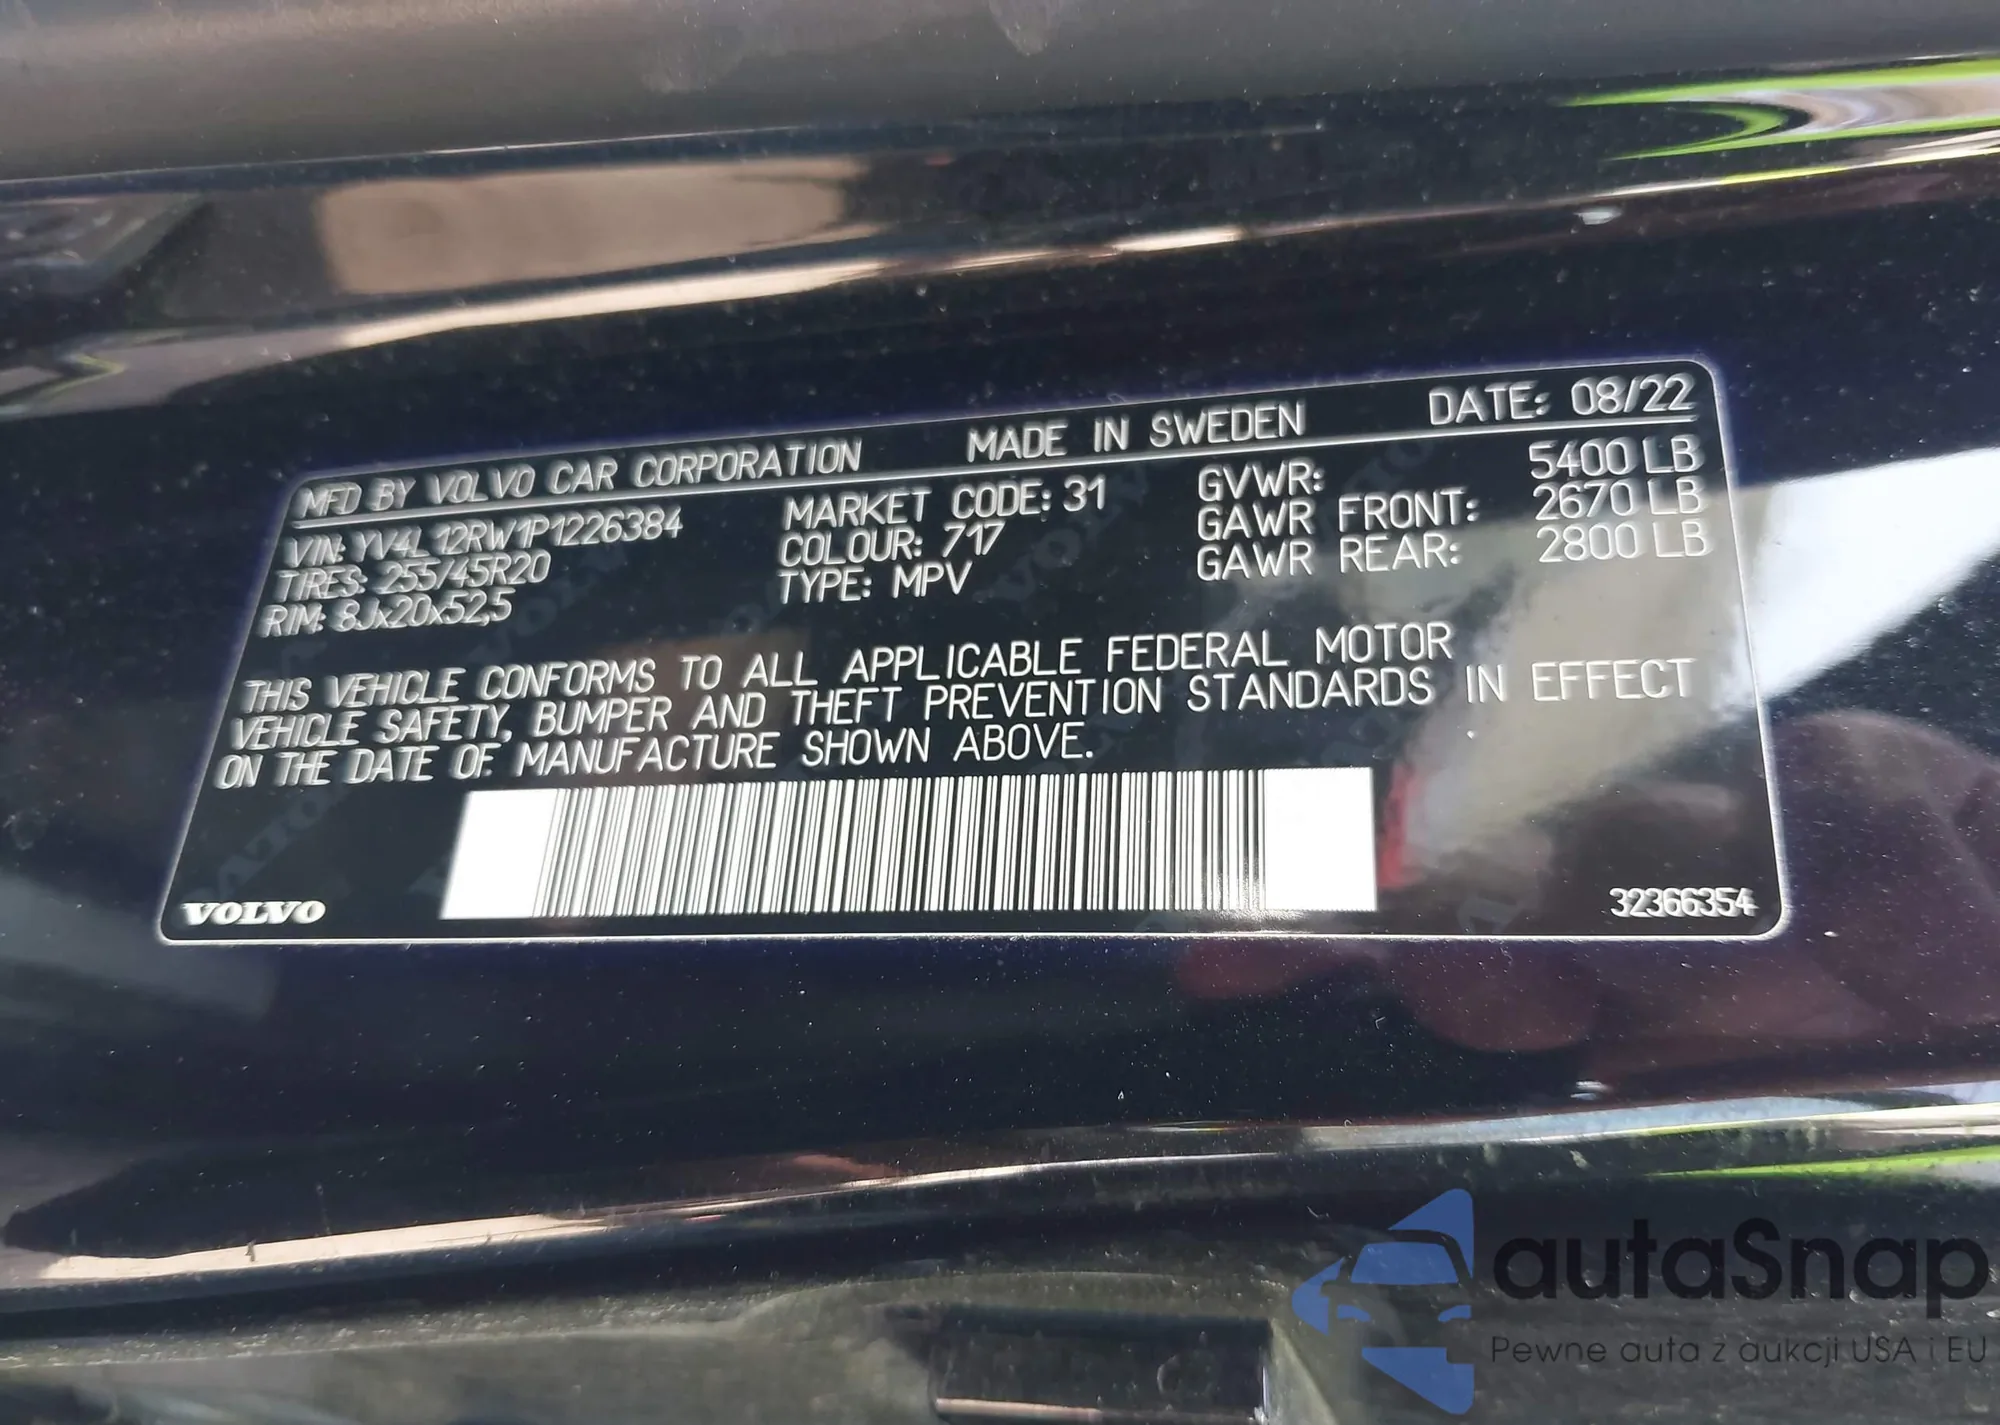 MFD BY VOLVO CAR CORPORATION MADE IN SWEDEN DATE: 08/22
VIN: YV4L12RW1P1226384 MARKET CODE: 31 GVWR: 5400 LB
TIRES: 255/45R20 COLOUR: 717 GAWR FRONT: 2670 LB
RIM: 8Jx20x52,5 TYPE: MPV GAWR REAR: 2800 LB
THIS VEHICLE CONFORMS TO ALL APPLICABLE FEDERAL MOTOR
VEHICLE SAFETY, BUMPER AND THEFT PREVENTION STANDARDS IN EFFECT
ON THE DATE OF MANUFACTURE SHOWN ABOVE.
VOLVO 32366354
autaSnap
Pewne auta z aukcji USA i EU